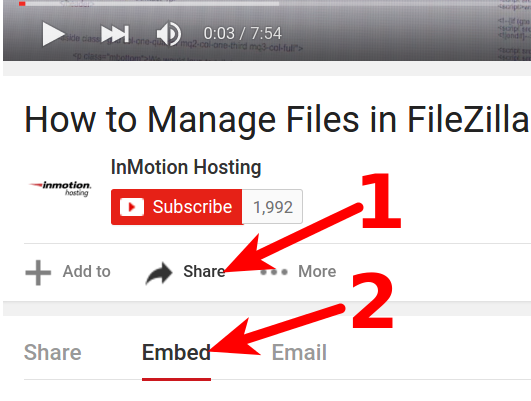 0:03 / 7:54
How to Manage Files in FileZilla
InMotion Hosting
inmotion
hosting
Subscribe 1,992
1
Add to Share More
2
Share Embed Email